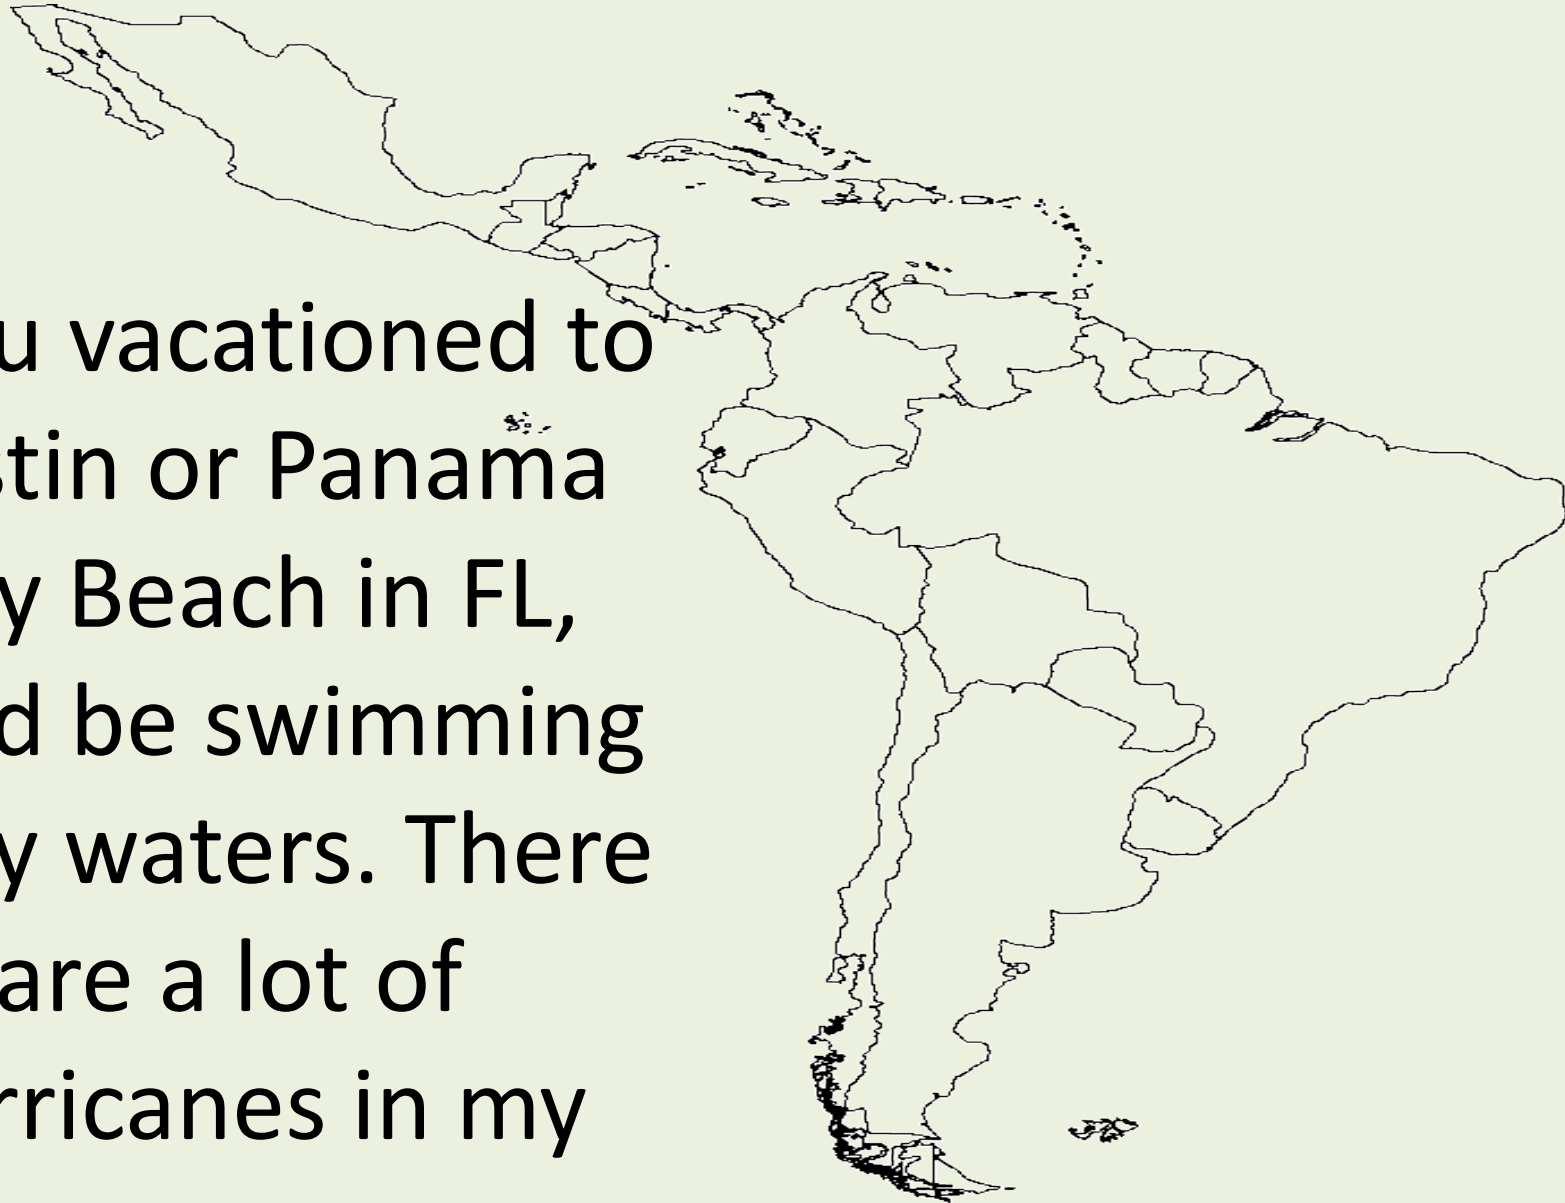 u vacationed to
stin or Panama
y Beach in FL,
d be swimming
y waters. There
are a lot of
rricanes in my